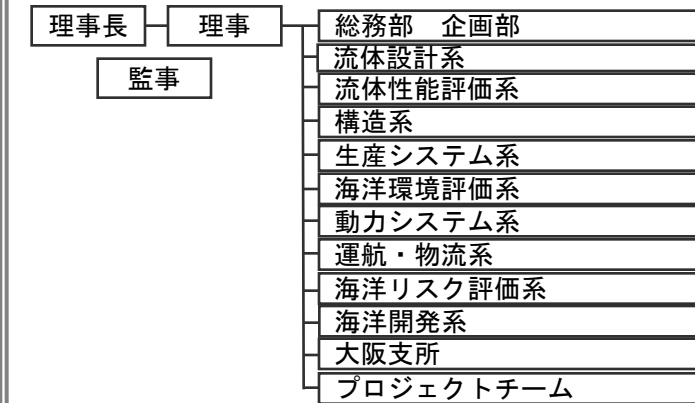 理事長 理事 総務部 企画部
流体設計系
監事
流体性能評価系
構造系
生産システム系
海洋環境評価系
動力システム系
運航・物流系
海洋リスク評価系
海洋開発系
大阪支所
プロジェクトチーム